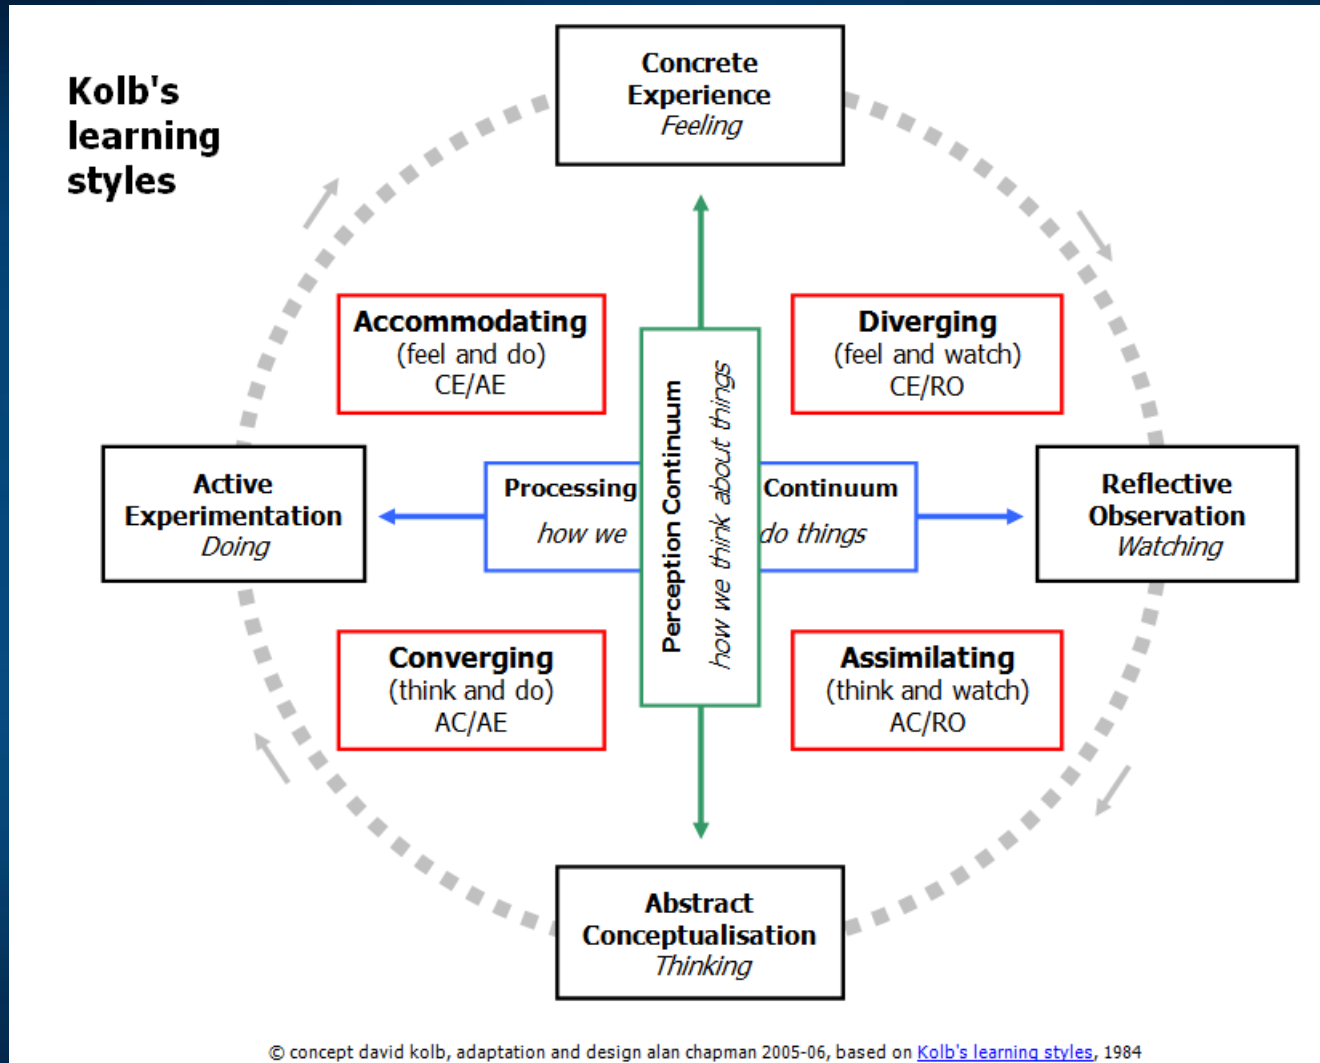 Kolb's
learning
styles
Concrete
Experience
Feeling
Accommodating
(feel and do)
CE/AE
Diverging
(feel and watch)
CE/RO
Active
Experimentation
Doing
Processing Continuum
how we do things
Perception Continuum
how we think about things
Reflective
Observation
Watching
Converging
(think and do)
AC/AE
Assimilating
(think and watch)
AC/RO
Abstract
Conceptualisation
Thinking
© concept david kolb, adaptation and design alan chapman 2005-06, based on Kolb's learning styles, 1984